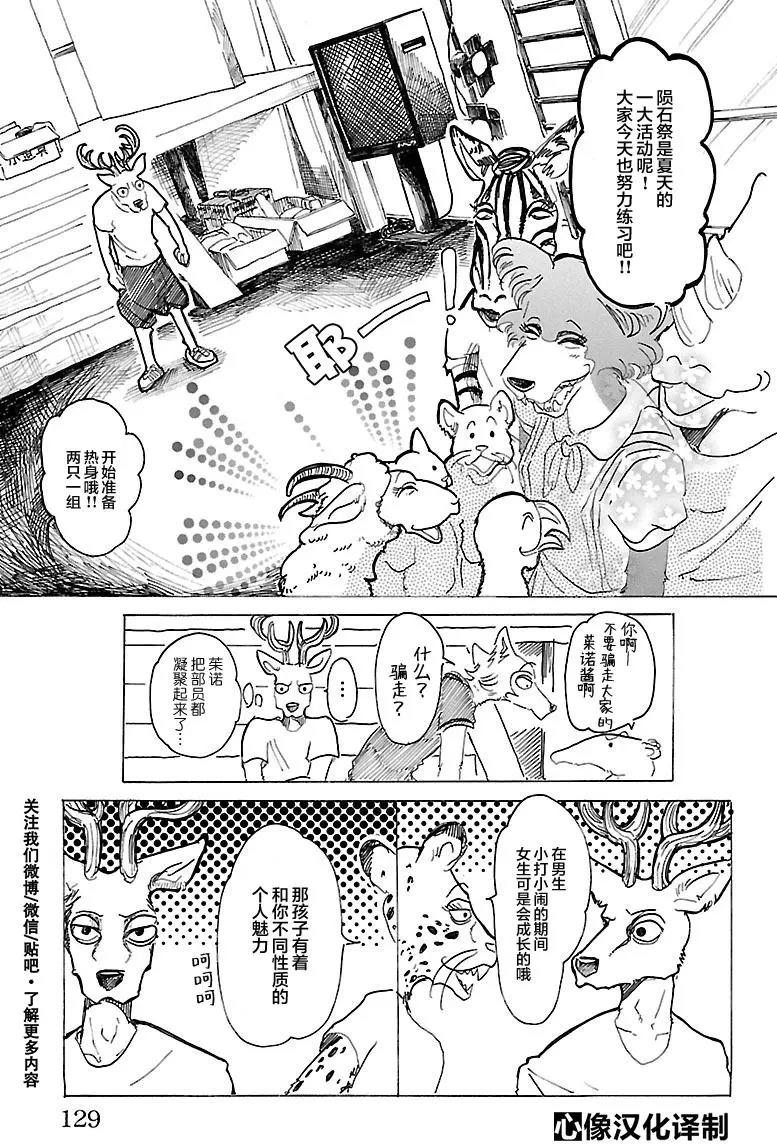 陨石祭是夏天的
一大活动呢！
大家今天也努力练习吧!!
耶——！
开始准备
热身哦!!
两只一组
你啊——
不要骗走大家的
茱诺酱啊
什么？
骗走？
…
茱诺
把部员都
凝聚起来了…
在男生
小打小闹的期间
女生可是会成长的哦
那孩子有着
和你不同性质的
个人魅力
呵
呵
呵
关注我们微博/微信/贴吧·了解更多内容
129
心像汉化译制